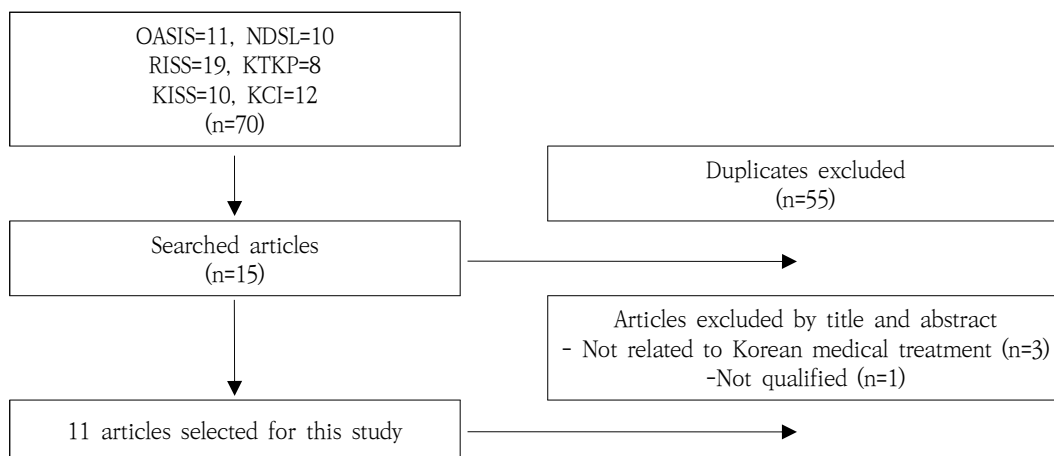 OASIS=11, NDSL=10
RISS=19, KTKP=8
KISS=10, KCI=12
(n=70)
Duplicates excluded
(n=55)
Searched articles
(n=15)
Articles excluded by title and abstract
- Not related to Korean medical treatment (n=3)
-Not qualified (n=1)
11 articles selected for this study